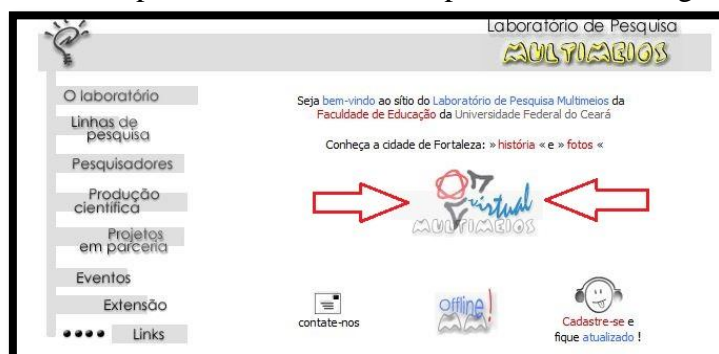 Laboratório de Pesquisa
MULTIMEIOS
O laboratório
Linhas de
pesquisa
Pesquisadores
Produção
científica
Projetos
em parceria
Eventos
Extensão
Links
Seja bem-vindo ao sítio do Laboratório de Pesquisa Multimeios da
Faculdade de Educação da Universidade Federal do Ceará
Conheça a cidade de Fortaleza: » história « e » fotos «
virtual
MULTIMEIOS
contate-nos
Offline!
Cadastre-se e
fique atualizado !